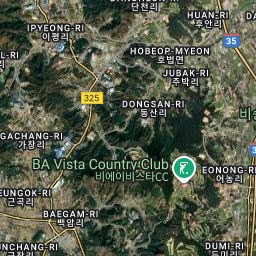 단천리
HUAN-RI
후안리
IPYEONG-RI
이평리
35
HOBEOP-MYEON
호법면
JUBAK-RI
주박리
325
DONGSAN-RI
동산리
GACHANG-RI
가창리
BA Vista Country Club
비에이비스타CC
EONONG-RI
어농리
EUNGOK-RI
근곡리
BAEGAM-RI
백암리
DUMI-RI